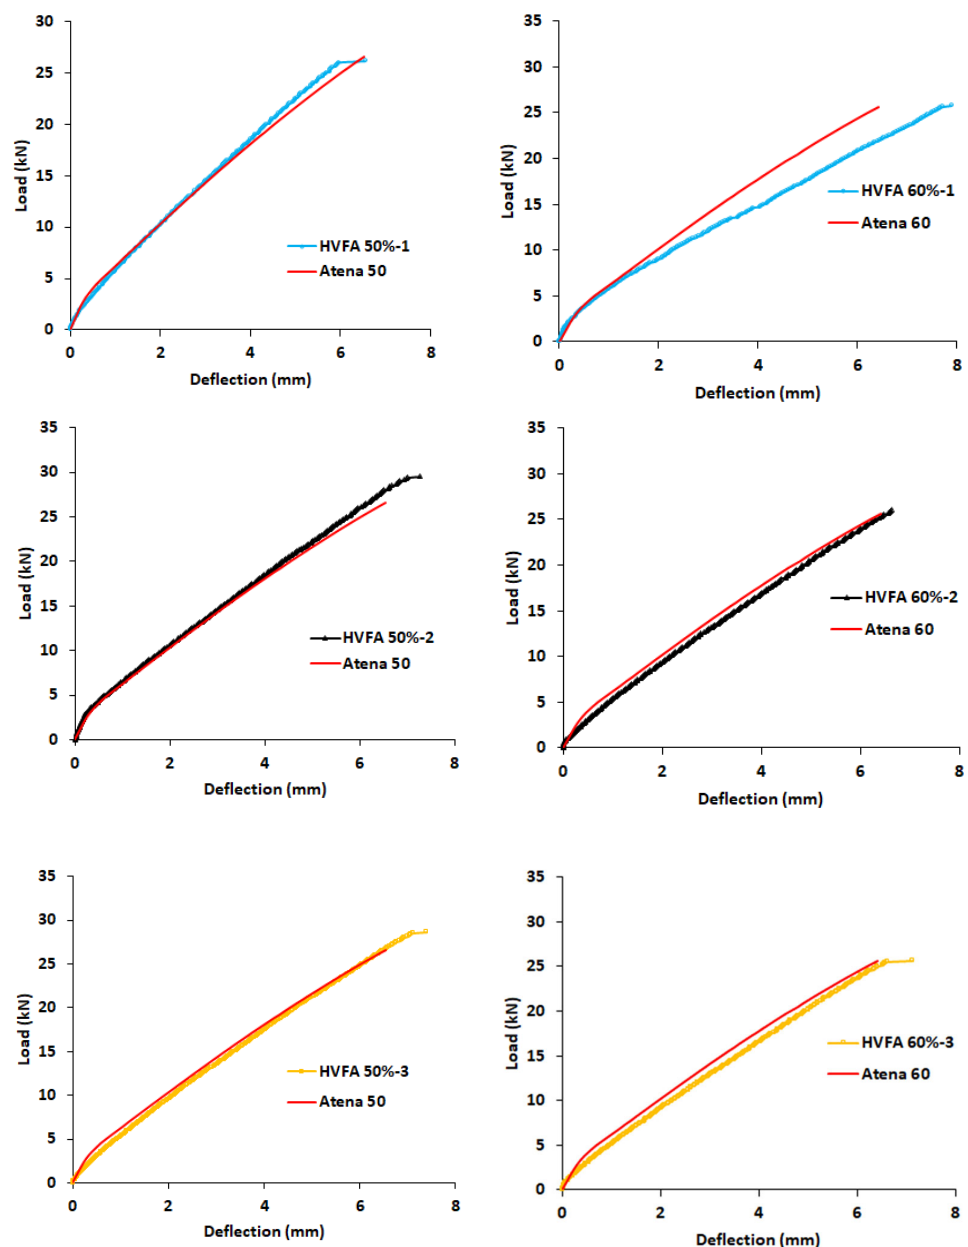 30
25
20
15
10
5
0
Load (kN)
HVFA 50%-1
Atena 50
0 2 4 6 8
Deflection (mm)
35
30
25
20
15
10
5
0
Load (kN)
HVFA 60%-1
Atena 60
0 2 4 6 8
Deflection (mm)
35
30
25
20
15
10
5
0
Load (kN)
HVFA 50%-2
Atena 50
0 2 4 6 8
Deflection (mm)
35
30
25
20
15
10
5
0
Load (kN)
HVFA 60%-2
Atena 60
0 2 4 6 8
Deflection (mm)
35
30
25
20
15
10
5
0
Load (kN)
HVFA 50%-3
Atena 50
0 2 4 6 8
Deflection (mm)
35
30
25
20
15
10
5
0
Load (kN)
HVFA 60%-3
Atena 60
0 2 4 6 8
Deflection (mm)